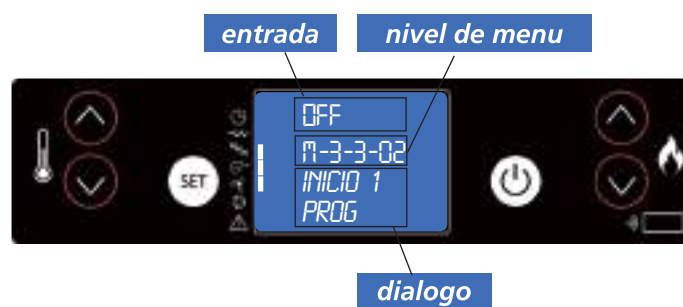 entrada
nivel de menu
OFF
M-3-3-02
SET
INICIO 1
PROG
dialogo